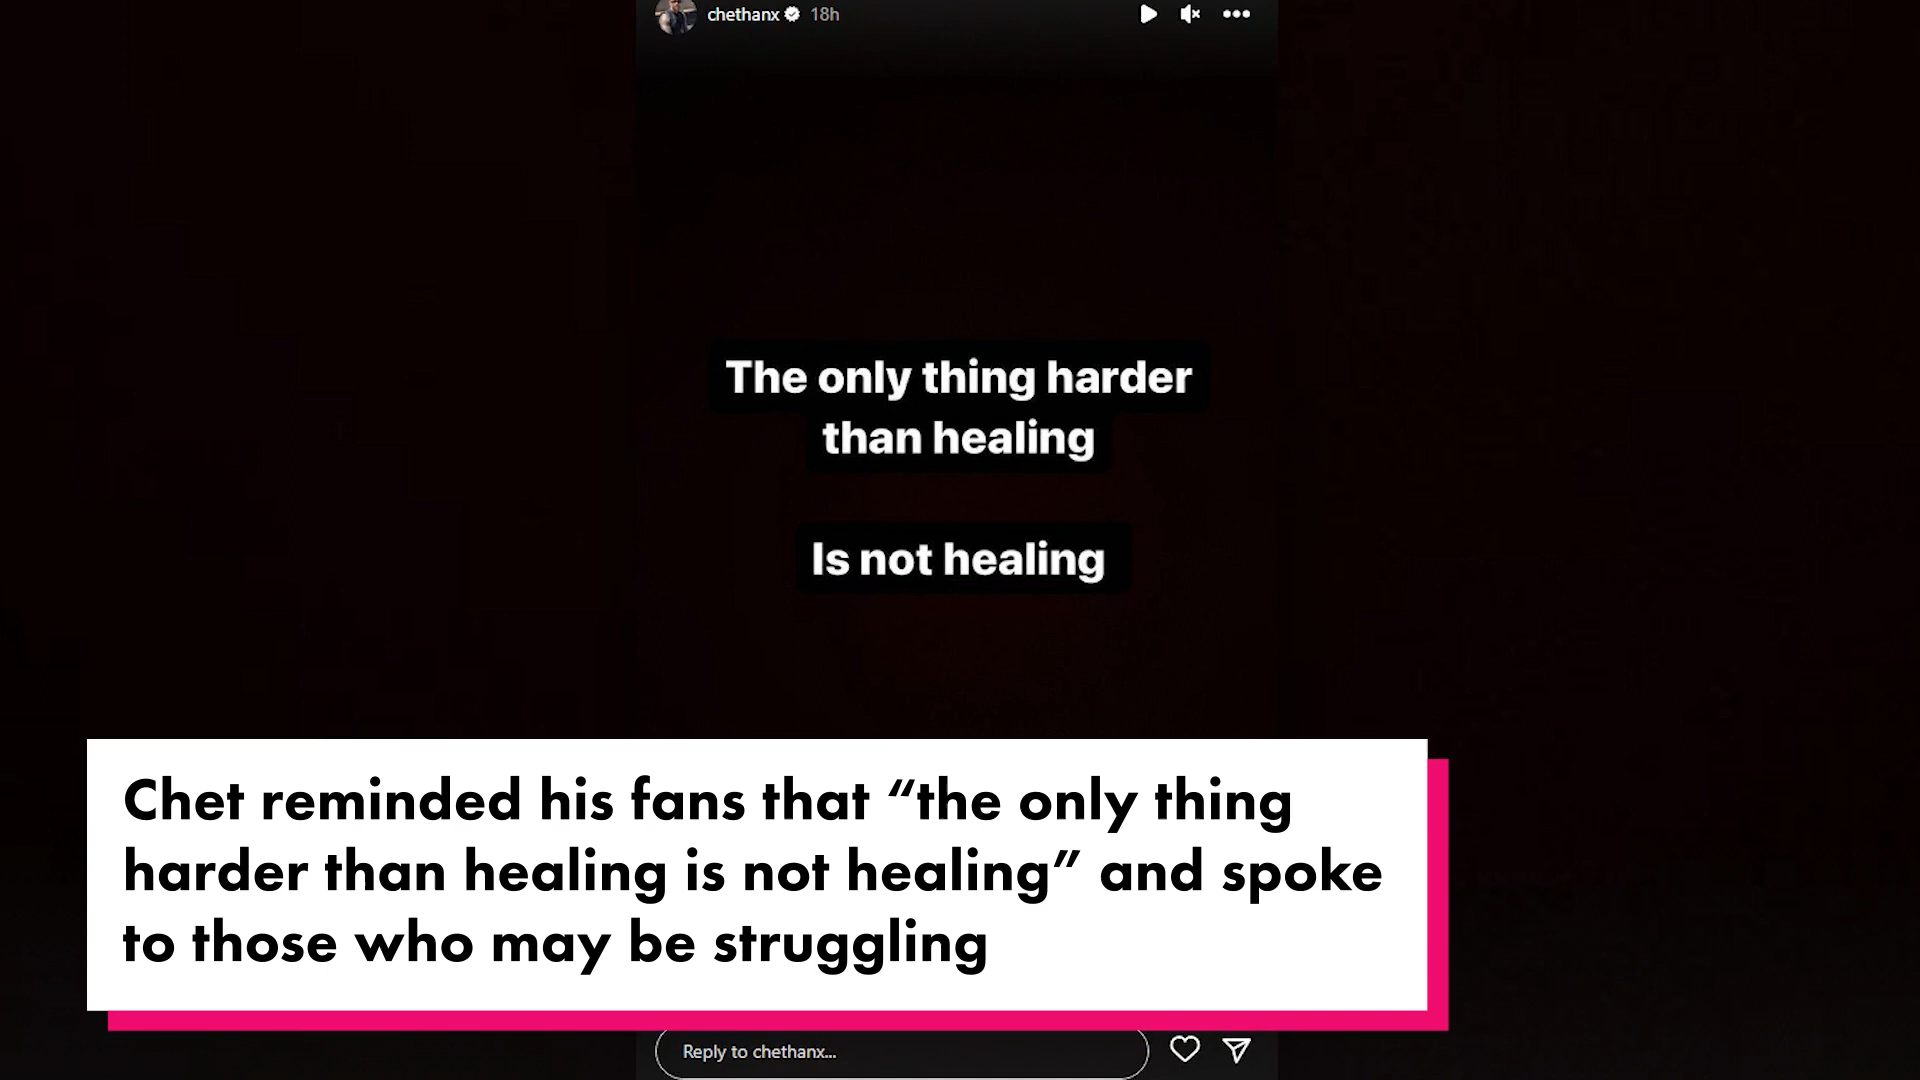 chethanx 18h
The only thing harder
than healing
Is not healing
Chet reminded his fans that “the only thing
harder than healing is not healing” and spoke
to those who may be struggling
Reply to chethanx...